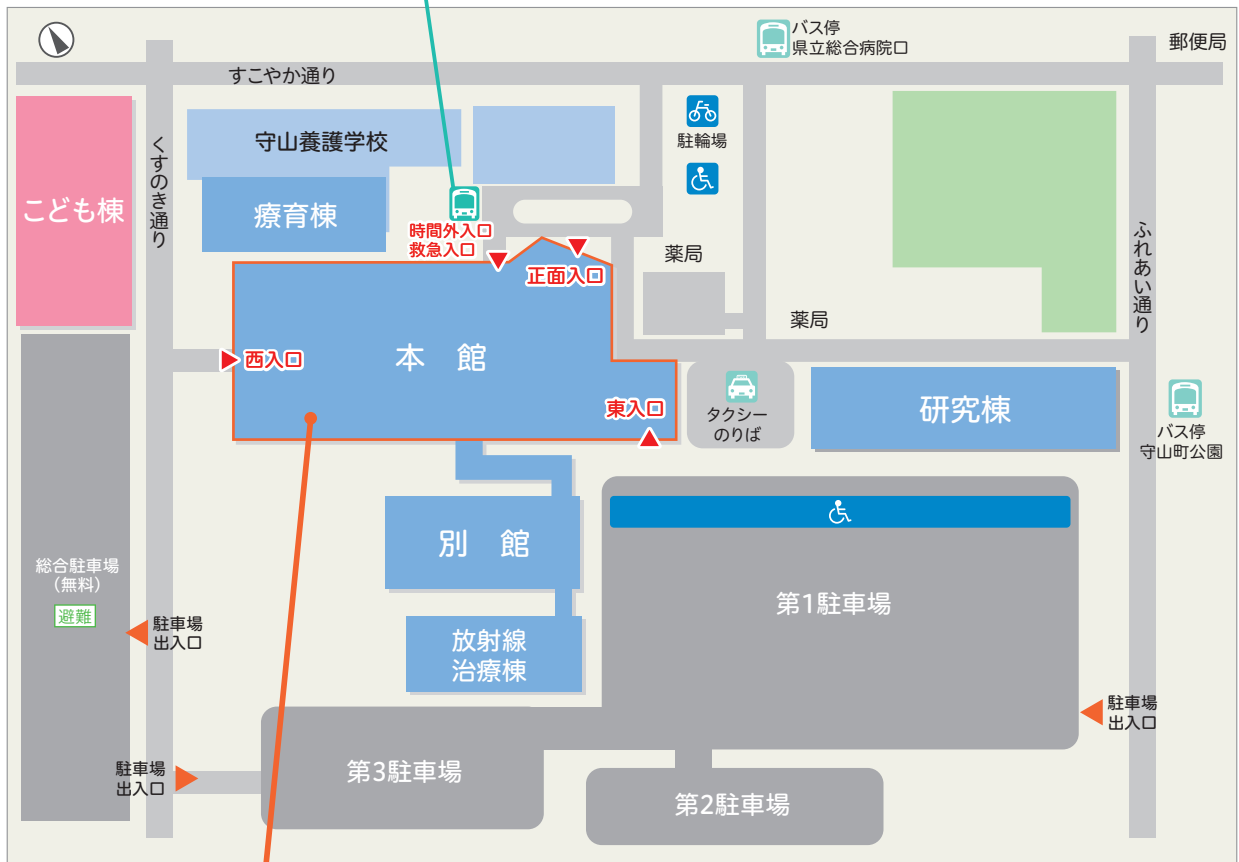 バス停
県立総合病院口
郵便局
すこやか通り
くすのき通り
守山養護学校
駐輪場
こども棟
療育棟
時間外入口
救急入口
正面入口
薬局
薬局
ふれあい通り
西入口
本 館
東入口
タクシー
のりば
研究棟
バス停
守山町公園
別 館
総合駐車場
(無料)
避難
駐車場
出入口
第1駐車場
放射線
治療棟
駐車場
出入口
駐車場
出入口
第3駐車場
第2駐車場